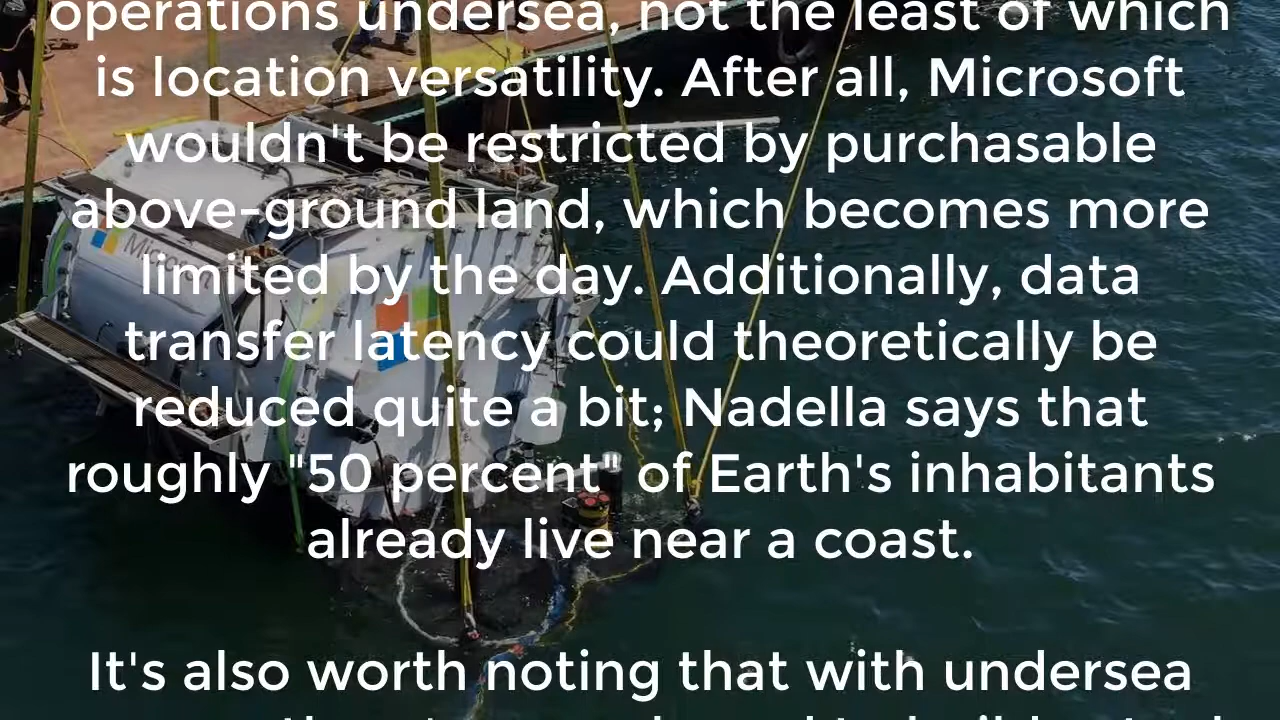 operations undersea, not the least of which
is location versatility. After all, Microsoft
wouldn't be restricted by purchasable
above-ground land, which becomes more
limited by the day. Additionally, data
transfer latency could theoretically be
reduced quite a bit; Nadella says that
roughly "50 percent" of Earth's inhabitants
already live near a coast.
It's also worth noting that with undersea